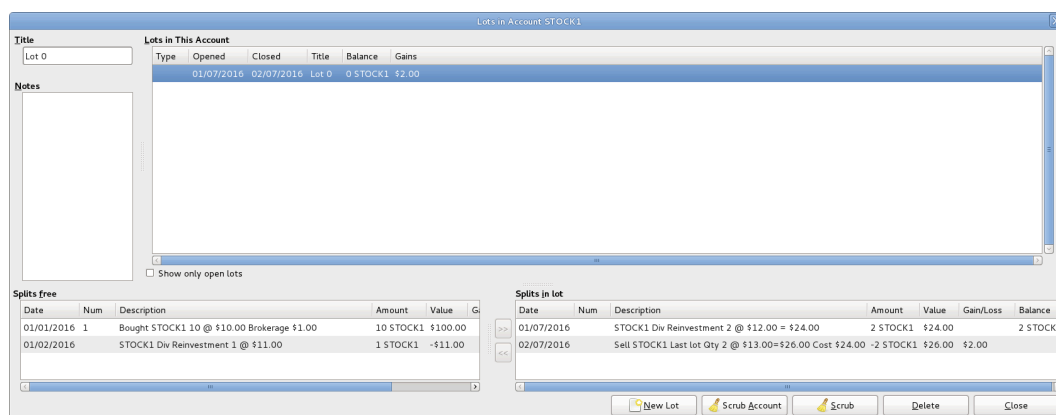 Lots in Account STOCK1
Title
Lots in This Account
Lot 0
Type Opened Closed Title Balance Gains
01/07/2016 02/07/2016 Lot 0 0 STOCK1 $2.00
Notes
Show only open lots
Splits free
Splits in lot
Date Num Description Amount Value G
Date Num Description Amount Value Gain/Loss Balance
01/01/2016 1 Bought STOCK1 10 @ $10.00 Brokerage $1.00 10 STOCK1 $100.00
>>
01/07/2016 STOCK1 Div Reinvestment 2 @ $12.00 = $24.00 2 STOCK1 $24.00 2 STOCK
01/02/2016 STOCK1 Div Reinvestment 1 @ $11.00 1 STOCK1 -$11.00
<<
02/07/2016 Sell STOCK1 Last lot Qty 2 @ $13.00=$26.00 Cost $24.00 -2 STOCK1 $26.00 $2.00
New Lot Scrub Account Scrub Delete Close